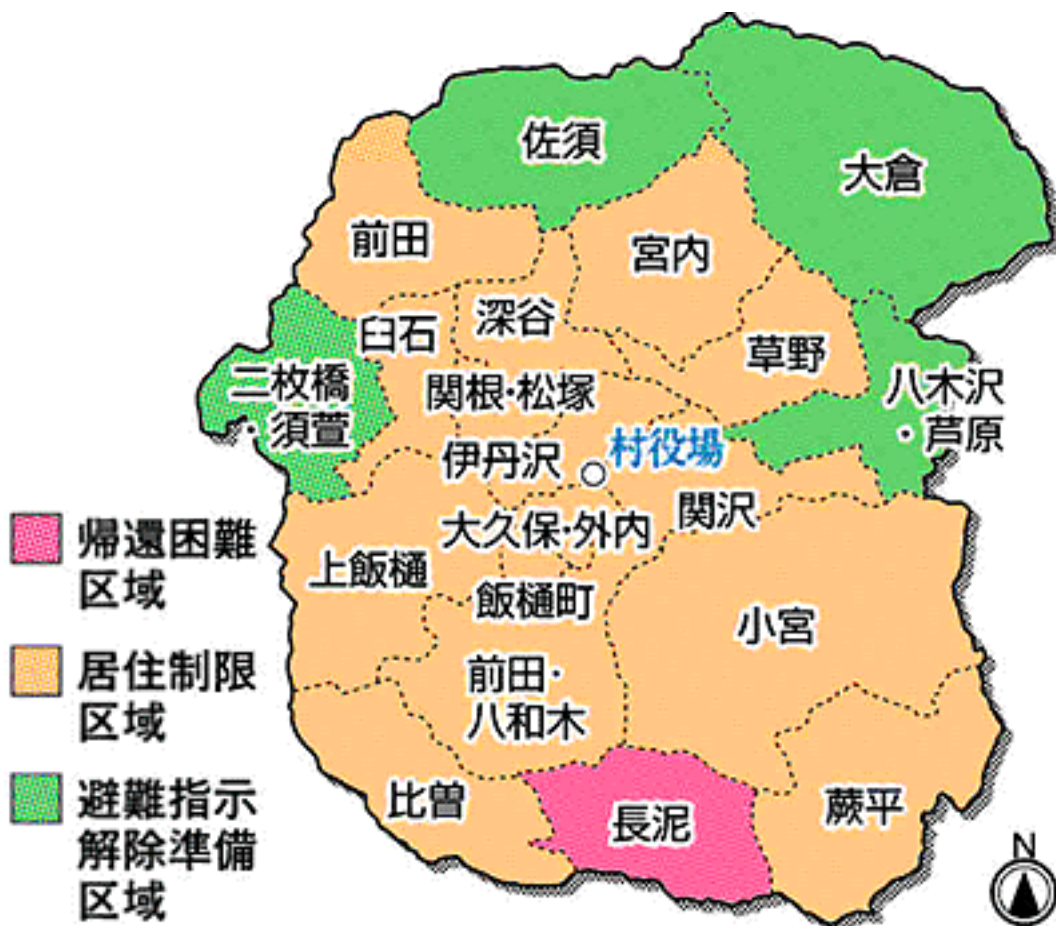 佐須
大倉
前田
宮内
深谷
臼石
草野
二枚橋
・須萱
関根・松塚
八木沢
・芦原
伊丹沢
村役場
関沢
大久保・外内
上飯樋
飯樋町
小宮
前田・
八和木
比曽
長泥
蕨平
帰還困難
区域
居住制限
区域
避難指示
解除準備
区域
N